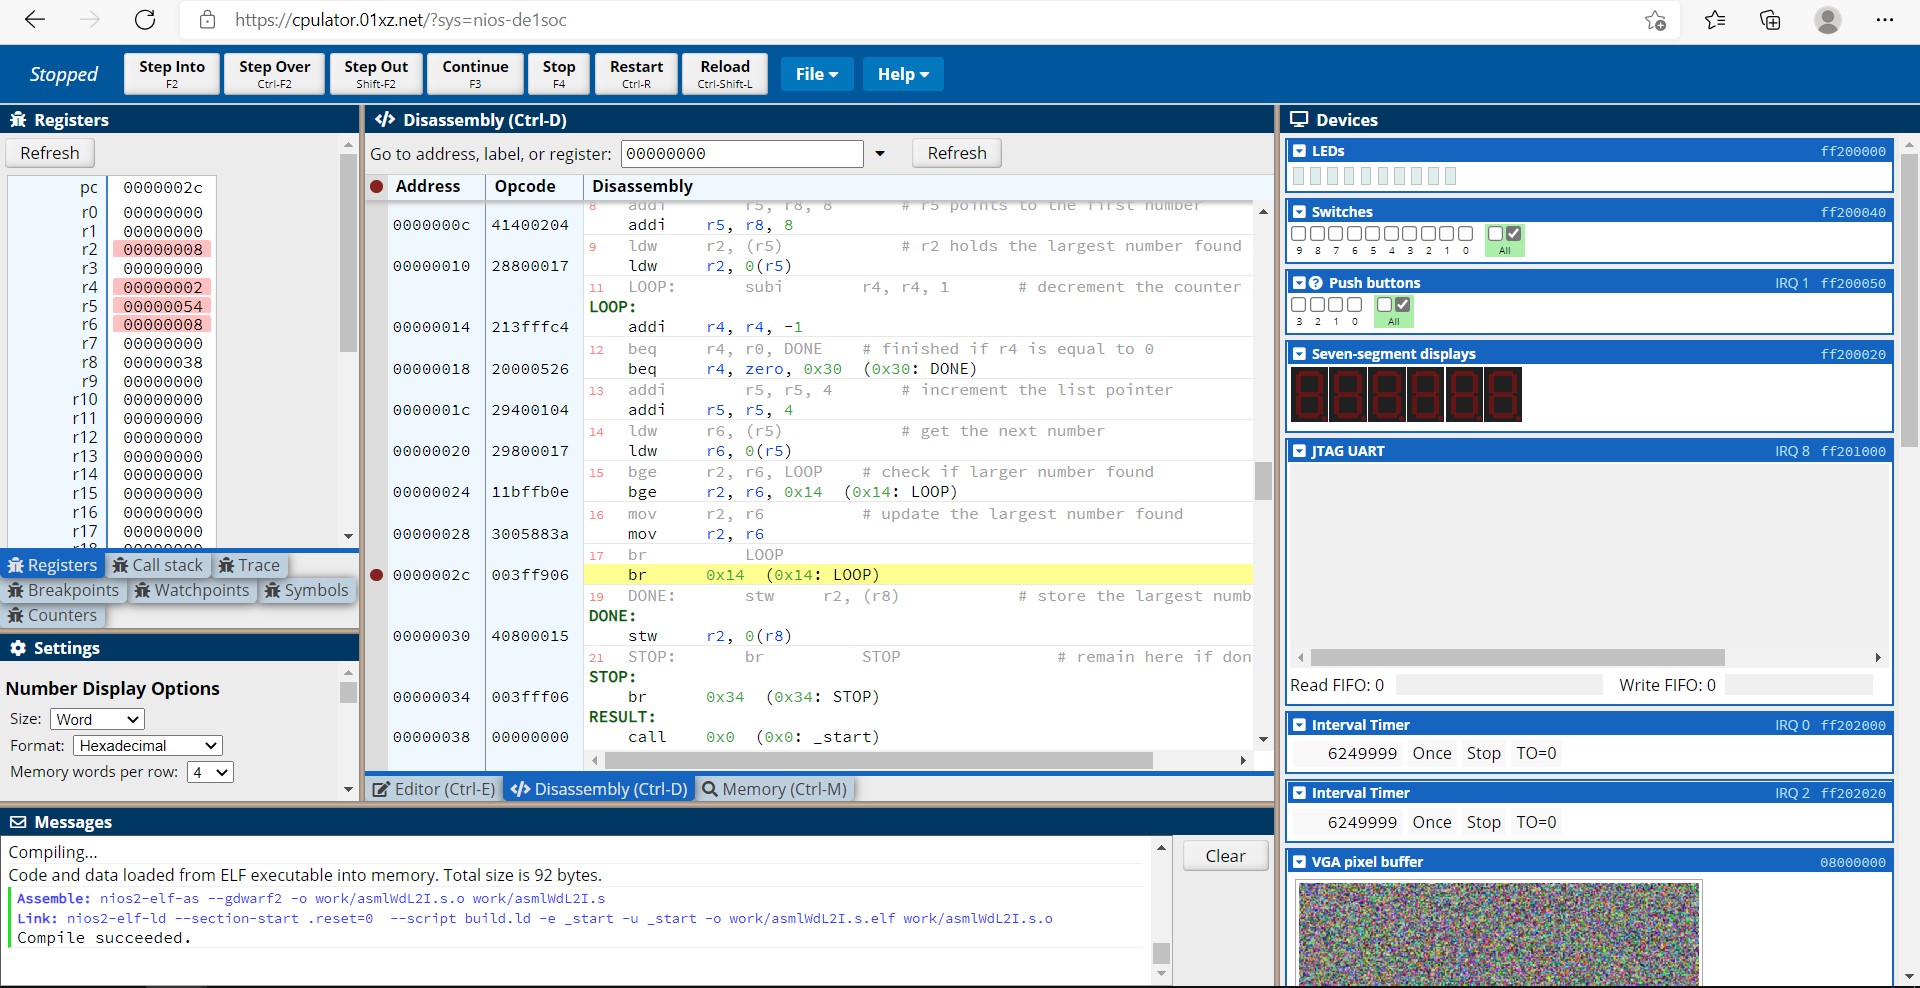 https://cpulator.01xz.net/?sys=nios-de1soc
Stopped
Step Into F2
Step Over Ctrl-F2
Step Out Shift-F2
Continue F3
Stop F4
Restart Ctrl-R
Reload Ctrl-Shift-L
File
Help
Registers
Refresh
pc 0000002c
r0 00000000
r1 00000000
r2 00000008
r3 00000000
r4 00000002
r5 00000054
r6 00000008
r7 00000000
r8 00000038
r9 00000000
r10 00000000
r11 00000000
r12 00000000
r13 00000000
r14 00000000
r15 00000000
r16 00000000
r17 00000000
r18 00000000
Registers Call stack Trace
Breakpoints Watchpoints Symbols
Counters
Settings
Number Display Options
Size: Word
Format: Hexadecimal
Memory words per row: 4
Disassembly (Ctrl-D)
Go to address, label, or register: 00000000 Refresh
Address Opcode Disassembly
8 addi r5, r8, 8 # r5 points to the first number
0000000c 41400204 addi r5, r8, 8
9 ldw r2, (r5) # r2 holds the largest number found
00000010 28800017 ldw r2, 0(r5)
11 LOOP: subi r4, r4, 1 # decrement the counter
LOOP:
00000014 213fffc4 addi r4, r4, -1
12 beq r4, r0, DONE # finished if r4 is equal to 0
00000018 20000526 beq r4, zero, 0x30 (0x30: DONE)
13 addi r5, r5, 4 # increment the list pointer
0000001c 29400104 addi r5, r5, 4
14 ldw r6, (r5) # get the next number
00000020 29800017 ldw r6, 0(r5)
15 bge r2, r6, LOOP # check if larger number found
00000024 11bffb0e bge r2, r6, 0x14 (0x14: LOOP)
16 mov r2, r6 # update the largest number found
00000028 3005883a mov r2, r6
17 br LOOP
0000002c 003ff906 br 0x14 (0x14: LOOP)
19 DONE: stw r2, (r8) # store the largest numb
DONE:
00000030 40800015 stw r2, 0(r8)
21 STOP: br STOP # remain here if don
STOP:
00000034 003fff06 br 0x34 (0x34: STOP)
RESULT:
00000038 00000000 call 0x0 (0x0: _start)
Editor (Ctrl-E) Disassembly (Ctrl-D) Memory (Ctrl-M)
Messages
Clear
Compiling...
Code and data loaded from ELF executable into memory. Total size is 92 bytes.
Assemble: nios2-elf-as --gdwarf2 -o work/asmlWdL2I.s.o work/asmlWdL2I.s
Link: nios2-elf-ld --section-start .reset=0 --script build.ld -e _start -u _start -o work/asmlWdL2I.s.elf work/asmlWdL2I.s.o
Compile succeeded.
Devices
LEDs ff200000
Switches ff200040
9 8 7 6 5 4 3 2 1 0 All
Push buttons IRQ 1 ff200050
3 2 1 0 All
Seven-segment displays ff200020
JTAG UART IRQ 8 ff201000
Read FIFO: 0 Write FIFO: 0
Interval Timer IRQ 0 ff202000
6249999 Once Stop TO=0
Interval Timer IRQ 2 ff202020
6249999 Once Stop TO=0
VGA pixel buffer 08000000